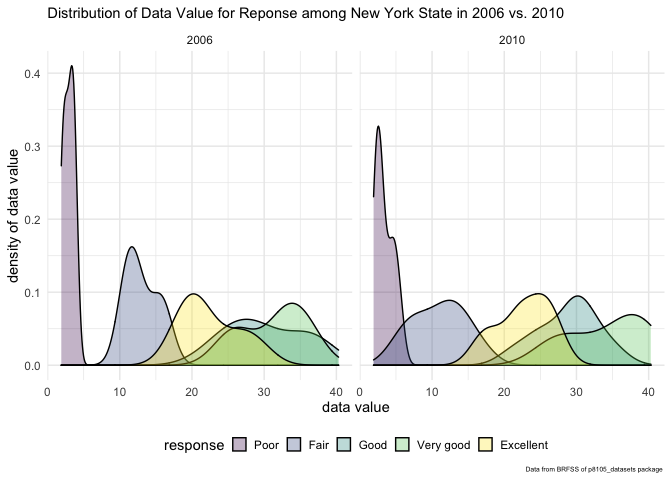 Distribution of Data Value for Reponse among New York State in 2006 vs. 2010
2006
2010
density of data value
0.4
0.3
0.2
0.1
0.0
0 10 20 30 40
0 10 20 30 40
data value
response Poor Fair Good Very good Excellent
Data from BRFSS of p8105_datasets package